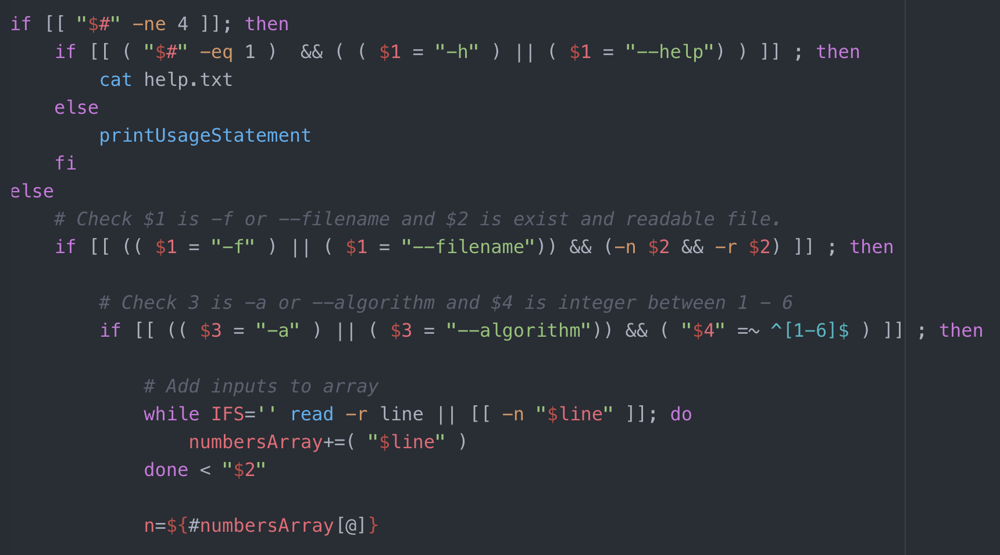 if [[ "$#" -ne 4 ]]; then
    if [[ ( "$#" -eq 1 )  && ( ( $1 = "-h" ) || ( $1 = "--help") ) ]] ; then
        cat help.txt
    else
        printUsageStatement
    fi
else
    # Check $1 is -f or --filename and $2 is exist and readable file.
    if [[ (( $1 = "-f" ) || ( $1 = "--filename")) && (-n $2 && -r $2) ]] ; then
        # Check 3 is -a or --algorithm and $4 is integer between 1 - 6
        if [[ (( $3 = "-a" ) || ( $3 = "--algorithm")) && ( "$4" =~ ^[1-6]$ ) ]] ; then
            # Add inputs to array
            while IFS='' read -r line || [[ -n "$line" ]]; do
                numbersArray+=( "$line" )
            done < "$2"
            n=${#numbersArray[@]}